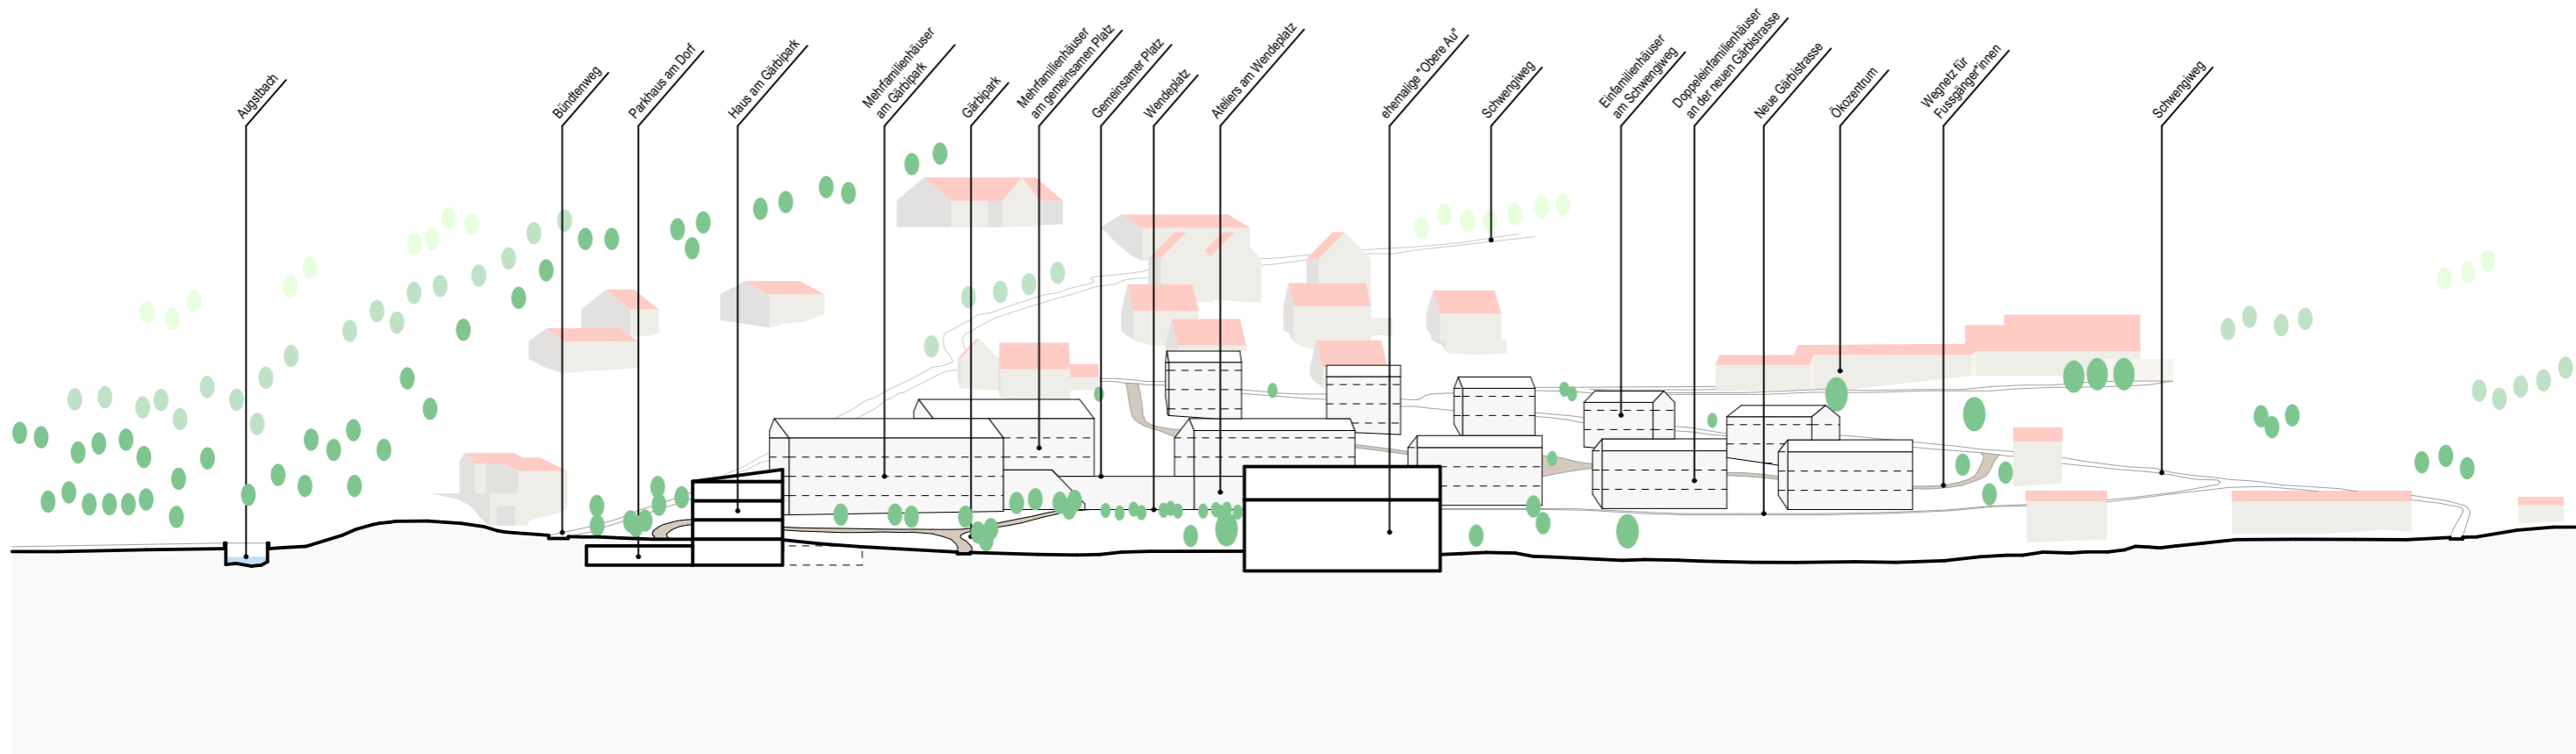 Augstbach
Bündtenweg
Parkhaus am Dorf
Haus am Gärbipark
Mehrfamilienhäuser
am Gärbipark
Gärbipark
Mehrfamilienhäuser
am gemeinsamen Platz
Gemeinsamer Platz
Wendeplatz
Ateliers am Wendeplatz
ehemalige "Obere Au"
Schwengiweg
Einfamilienhäuser
am Schwengiweg
Doppeleinfamilienhäuser
an der neuen Gärbistrasse
Neue Gärbistrasse
Ökozentrum
Wegnetz für
Fussgänger*innen
Schwengiweg